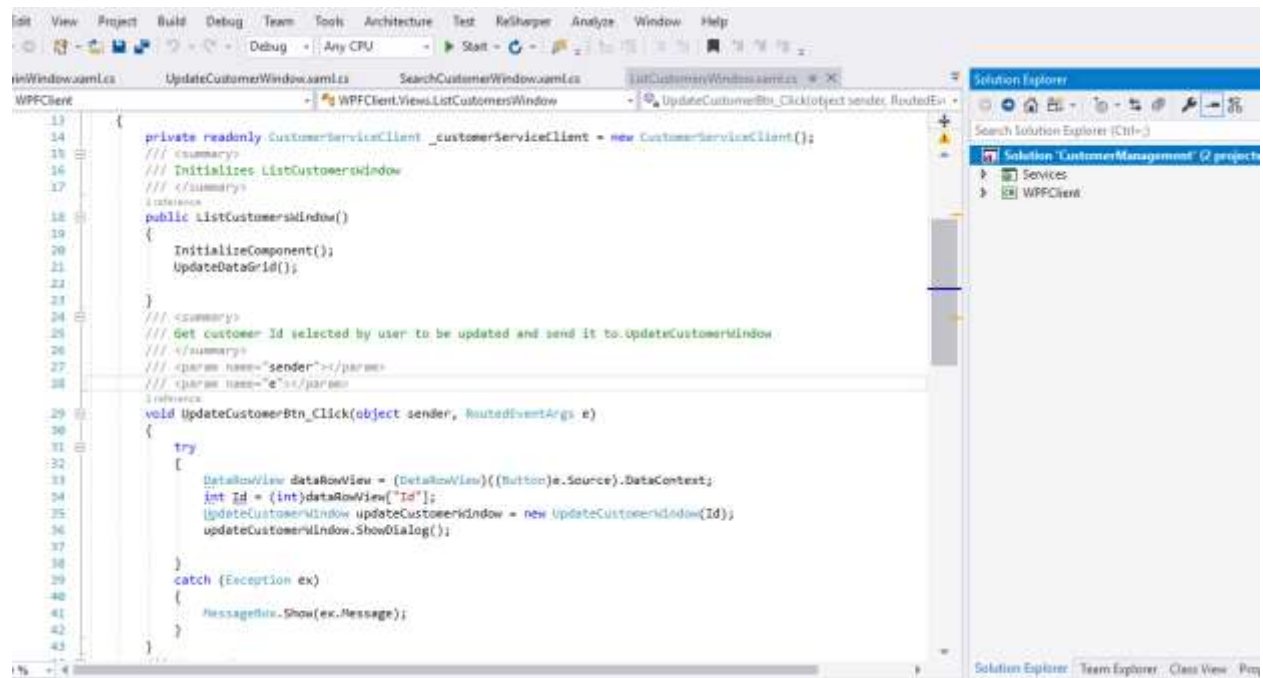 Edit View Project Build Debug Team Tools Architecture Test ReSharper Analyze Window Help
Debug Any CPU Start
inWindow.xaml.cs UpdateCustomerWindow.xaml.cs SearchCustomerWindow.xaml.cs ListCustomersWindow.xaml.cs
WPFClient WPFClient.Views.ListCustomersWindow UpdateCustomerBtn_Click(object sender, RoutedEv
13 {
14 private readonly CustomerServiceClient _customerServiceClient = new CustomerServiceClient();
15 /// <summary>
16 /// Initializes ListCustomersWindow
17 /// </summary>
1 reference
18 public ListCustomersWindow()
19 {
20 InitializeComponent();
21 UpdateDataGrid();
22
23 }
24 /// <summary>
25 /// Get customer Id selected by user to be updated and send it to UpdateCustomerWindow
26 /// </summary>
27 /// <param name="sender"></param>
28 /// <param name="e"></param>
1 reference
29 void UpdateCustomerBtn_Click(object sender, RoutedEventArgs e)
30 {
31 try
32 {
33 DataRowView dataRowView = (DataRowView)((Button)e.Source).DataContext;
34 int Id = (int)dataRowView["Id"];
35 UpdateCustomerWindow updateCustomerWindow = new UpdateCustomerWindow(Id);
36 updateCustomerWindow.ShowDialog();
37
38 }
39 catch (Exception ex)
40 {
41 MessageBox.Show(ex.Message);
42 }
43 }
%
Solution Explorer
Search Solution Explorer (Ctrl+;)
Solution "CustomerManagement" (2 projects
Services
WPFClient
Solution Explorer Team Explorer Class View Prop